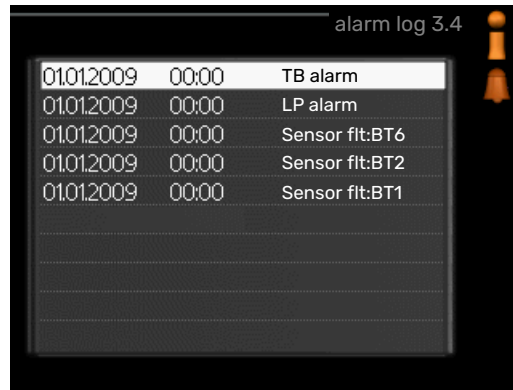 alarm log 3.4
01.01.2009 00:00 TB alarm
01.01.2009 00:00 LP alarm
01.01.2009 00:00 Sensor flt:BT6
01.01.2009 00:00 Sensor flt:BT2
01.01.2009 00:00 Sensor flt:BT1